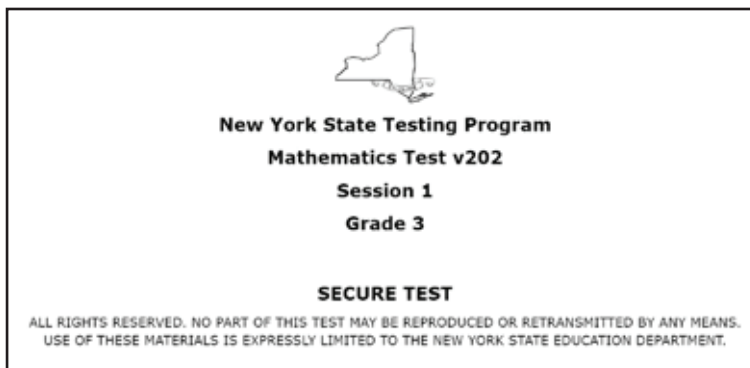 New York State Testing Program
Mathematics Test v202
Session 1
Grade 3
SECURE TEST
ALL RIGHTS RESERVED. NO PART OF THIS TEST MAY BE REPRODUCED OR RETRANSMITTED BY ANY MEANS.
USE OF THESE MATERIALS IS EXPRESSLY LIMITED TO THE NEW YORK STATE EDUCATION DEPARTMENT.